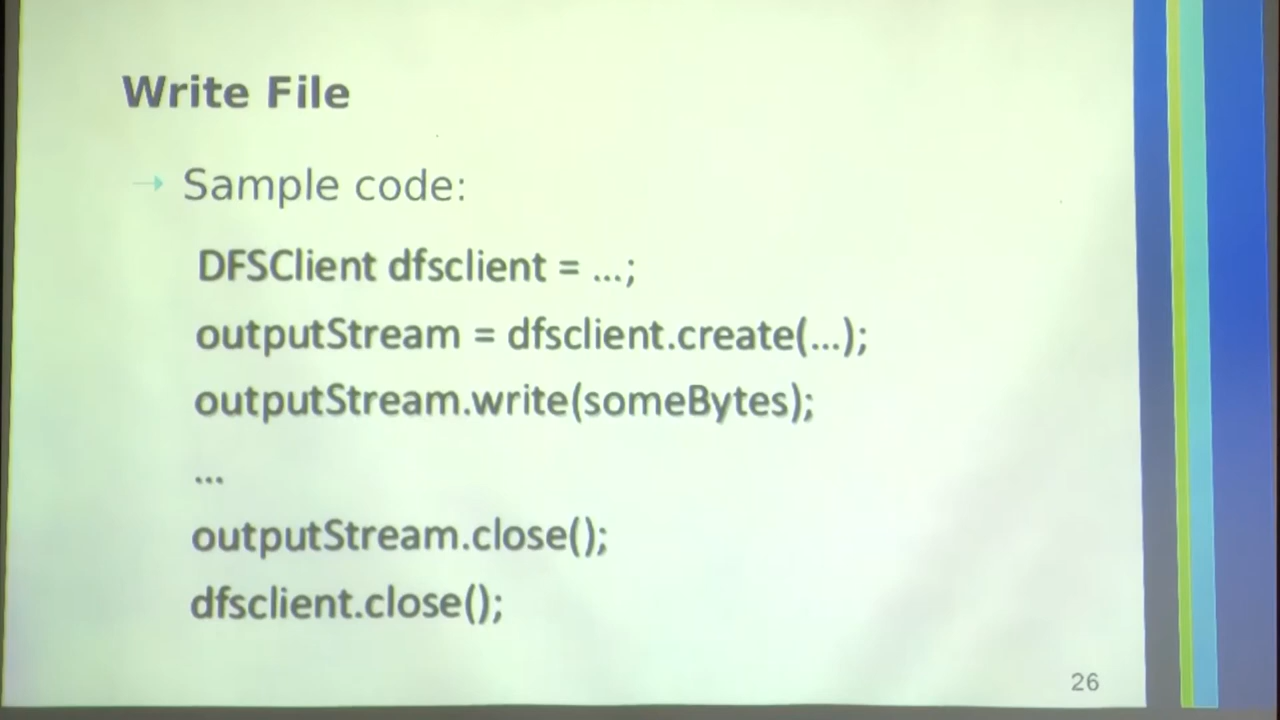 Write File
→ Sample code:
DFSClient dfsclient = ...;
outputStream = dfsclient.create(...);
outputStream.write(someBytes);
...
outputStream.close();
dfsclient.close();
26